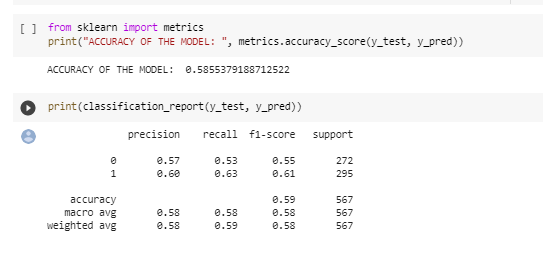 [ ] from sklearn import metrics
print("ACCURACY OF THE MODEL: ", metrics.accuracy_score(y_test, y_pred))
ACCURACY OF THE MODEL:  0.5855379188712522
print(classification_report(y_test, y_pred))
precision recall f1-score support
0 0.57 0.53 0.55 272
1 0.60 0.63 0.61 295
accuracy 0.59 567
macro avg 0.58 0.58 0.58 567
weighted avg 0.58 0.59 0.58 567